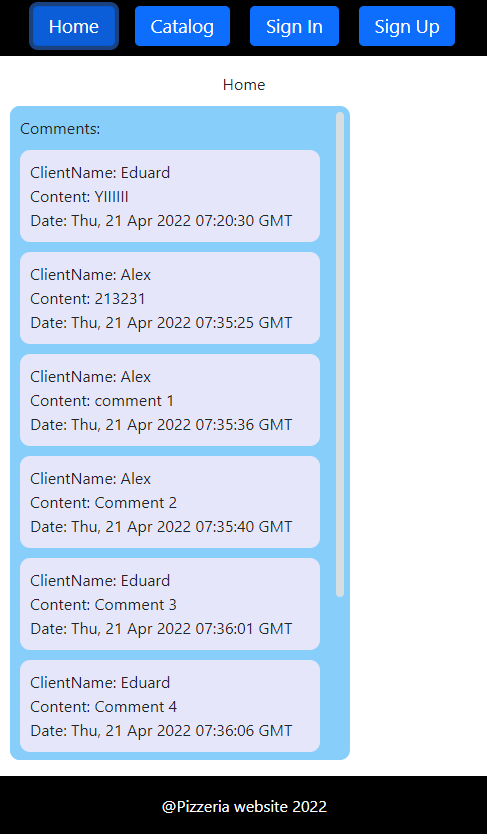 Home Catalog Sign In Sign Up
Home
Comments:
ClientName: Eduard
Content: YIIIIII
Date: Thu, 21 Apr 2022 07:20:30 GMT
ClientName: Alex
Content: 213231
Date: Thu, 21 Apr 2022 07:35:25 GMT
ClientName: Alex
Content: comment 1
Date: Thu, 21 Apr 2022 07:35:36 GMT
ClientName: Alex
Content: Comment 2
Date: Thu, 21 Apr 2022 07:35:40 GMT
ClientName: Eduard
Content: Comment 3
Date: Thu, 21 Apr 2022 07:36:01 GMT
ClientName: Eduard
Content: Comment 4
Date: Thu, 21 Apr 2022 07:36:06 GMT
@Pizzeria website 2022